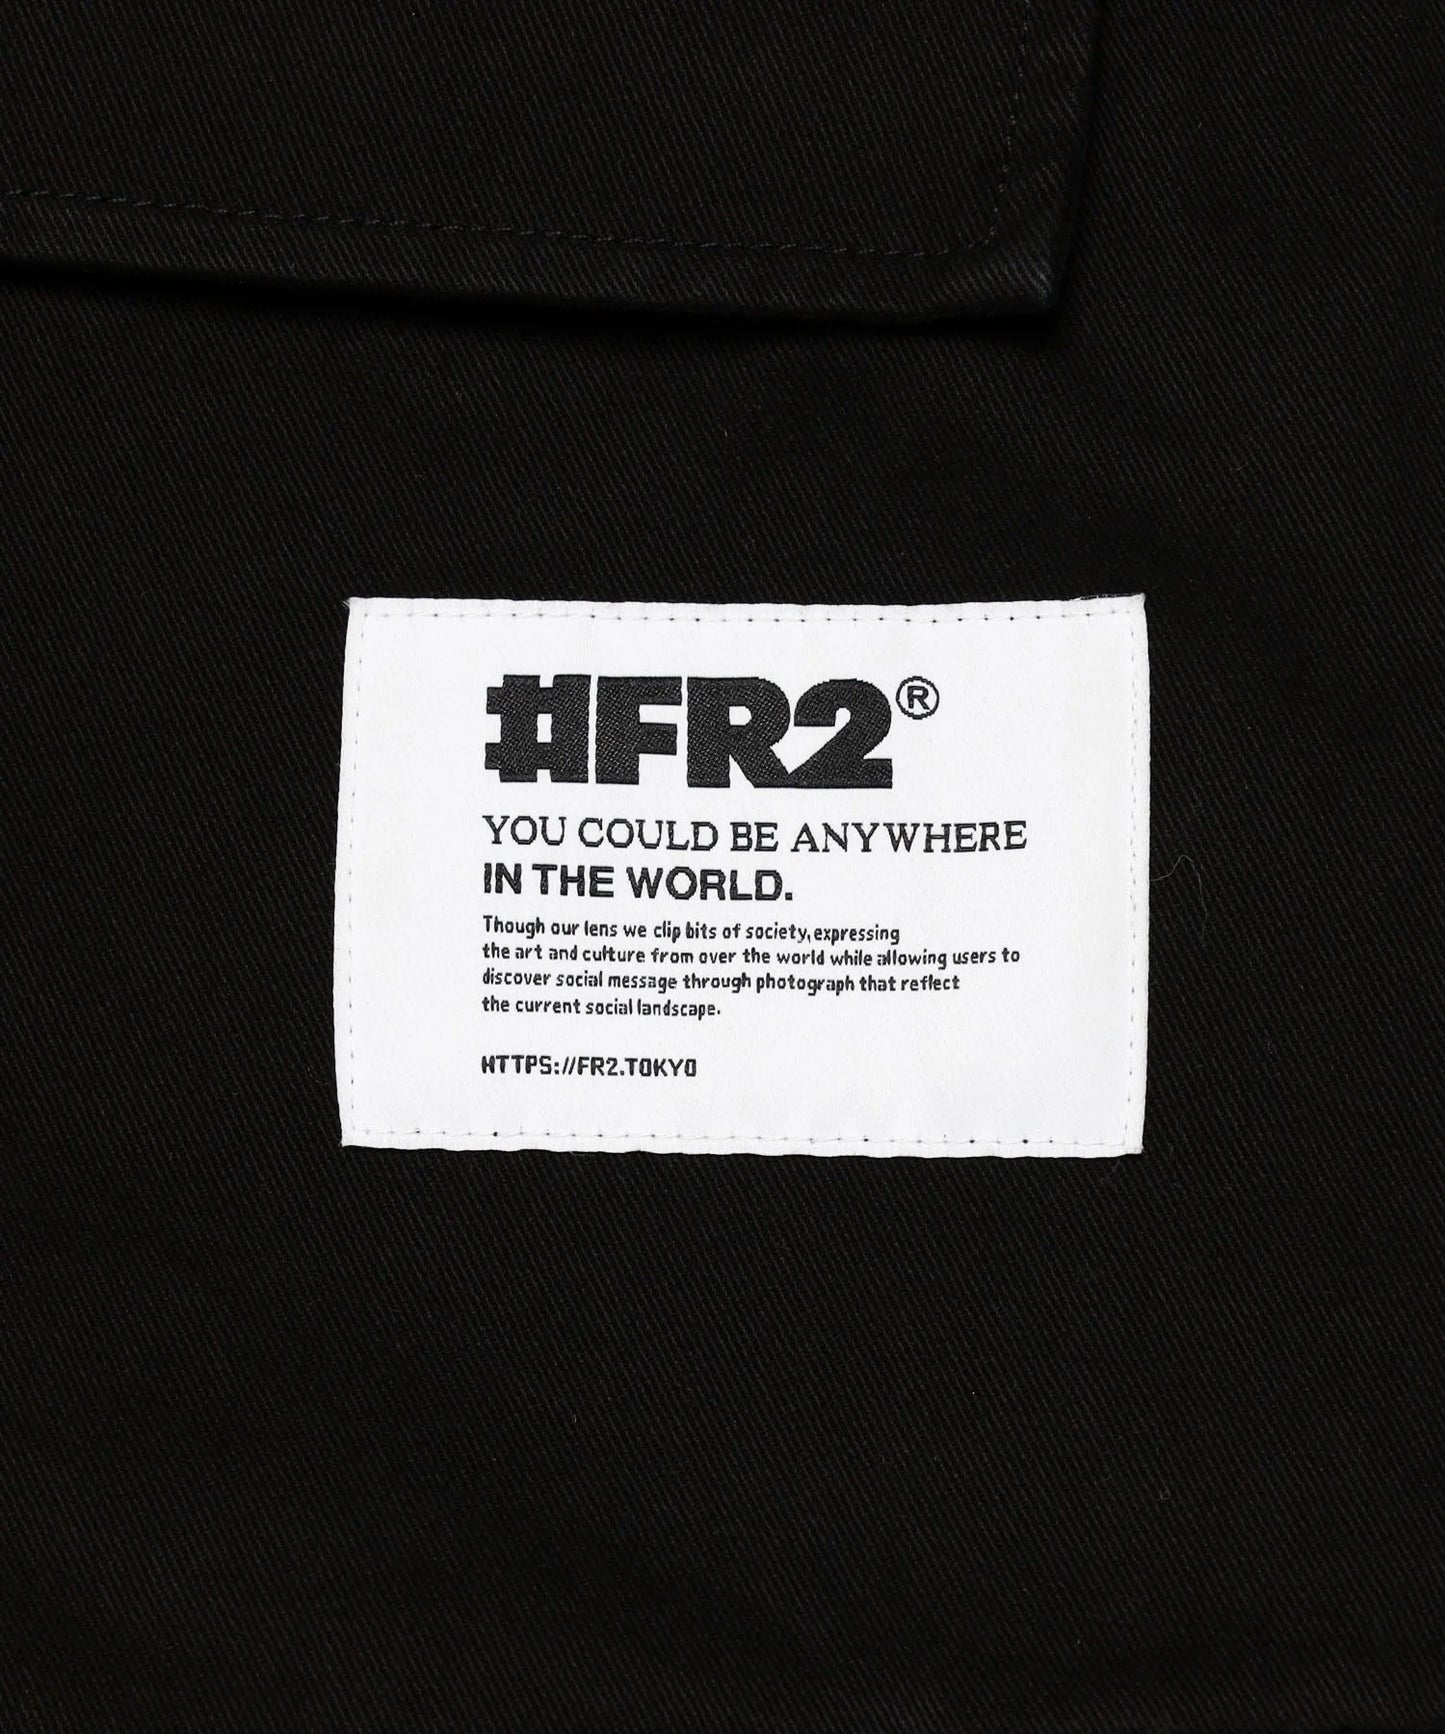 #FR2®
YOU COULD BE ANYWHERE
IN THE WORLD.
Though our lens we clip bits of society,expressing
the art and culture from over the world while allowing users to
discover social message through photograph that reflect
the current social landscape.
HTTPS://FR2.TOKYO